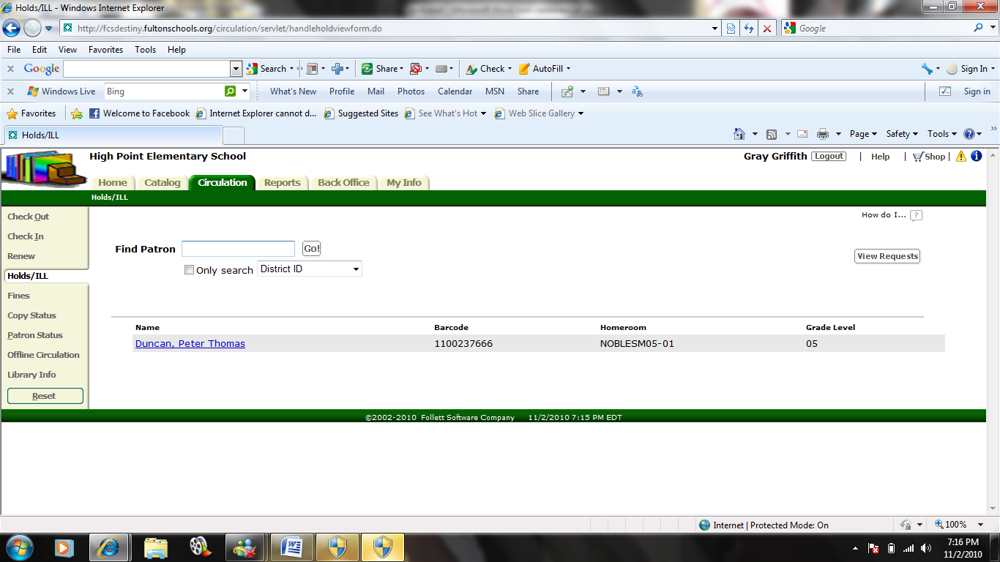 Holds/ILL - Windows Internet Explorer
http://fcsdestiny.fultonschools.org/circulation/servlet/handleholdviewform.do
Google
File Edit View Favorites Tools Help
x Google Search Share Check AutoFill Sign In
x Windows Live Bing What's New Profile Mail Photos Calendar MSN Share Sign in
Favorites Welcome to Facebook Internet Explorer cannot d... Suggested Sites See What's Hot Web Slice Gallery
Holds/ILL Page Safety Tools
High Point Elementary School Gray Griffith Logout | Help | Shop |
Home Catalog Circulation Reports Back Office My Info
Holds/ILL
How do I... ?
Check Out
Check In
Renew
Holds/ILL
Fines
Copy Status
Patron Status
Offline Circulation
Library Info
Reset
Find Patron Go!
Only search District ID
View Requests
Name Barcode Homeroom Grade Level
Duncan, Peter Thomas 1100237666 NOBLESM05-01 05
©2002-2010 Follett Software Company 11/2/2010 7:15 PM EDT
Internet | Protected Mode: On 100%
7:16 PM
11/2/2010